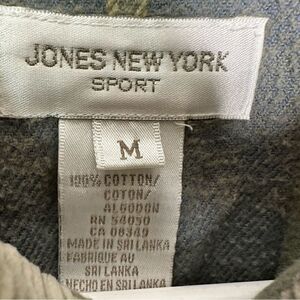 JONES NEW YORK
SPORT
M
100% COTTON/
COTON/
ALGODON
RN 54050
CA 08349
MADE IN SRI LANKA
FABRIQUE AU
SRI LANKA
HECHO EN SRI LANKA